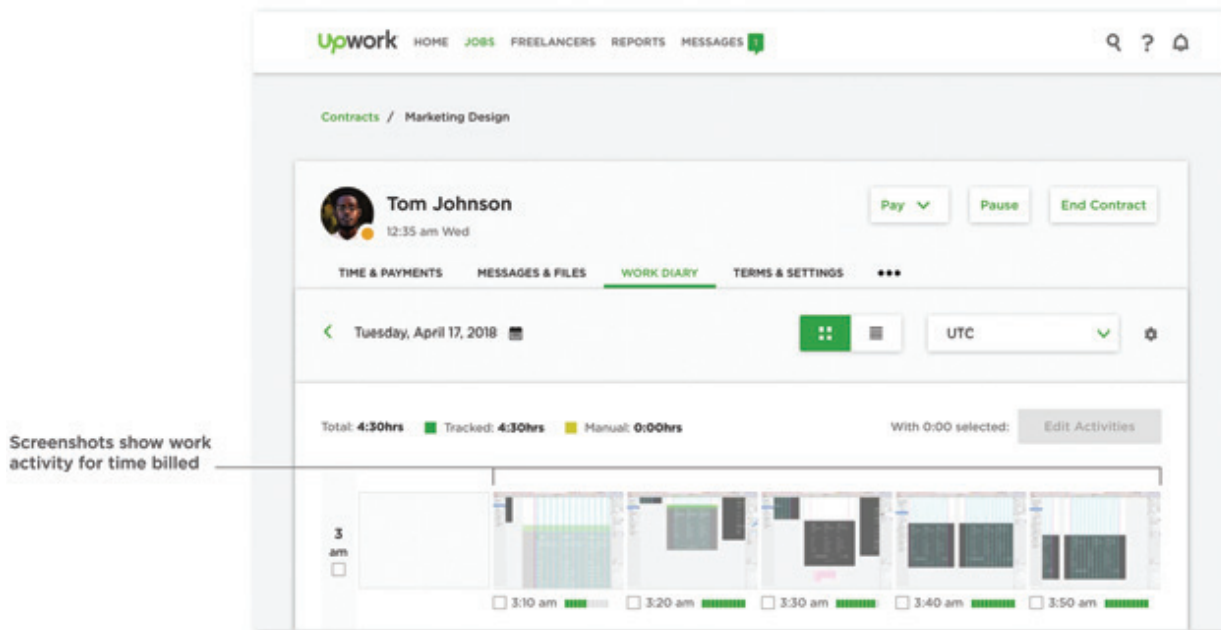 Upwork HOME JOBS FREELANCERS REPORTS MESSAGES
Contracts / Marketing Design
Tom Johnson
12:35 am Wed
Pay Pause End Contract
TIME & PAYMENTS MESSAGES & FILES WORK DIARY TERMS & SETTINGS •••
Tuesday, April 17, 2018 UTC
Total: 4:30hrs Tracked: 4:30hrs Manual: 0:00hrs With 0:00 selected: Edit Activities
Screenshots show work
activity for time billed
3
am
3:10 am 3:20 am 3:30 am 3:40 am 3:50 am